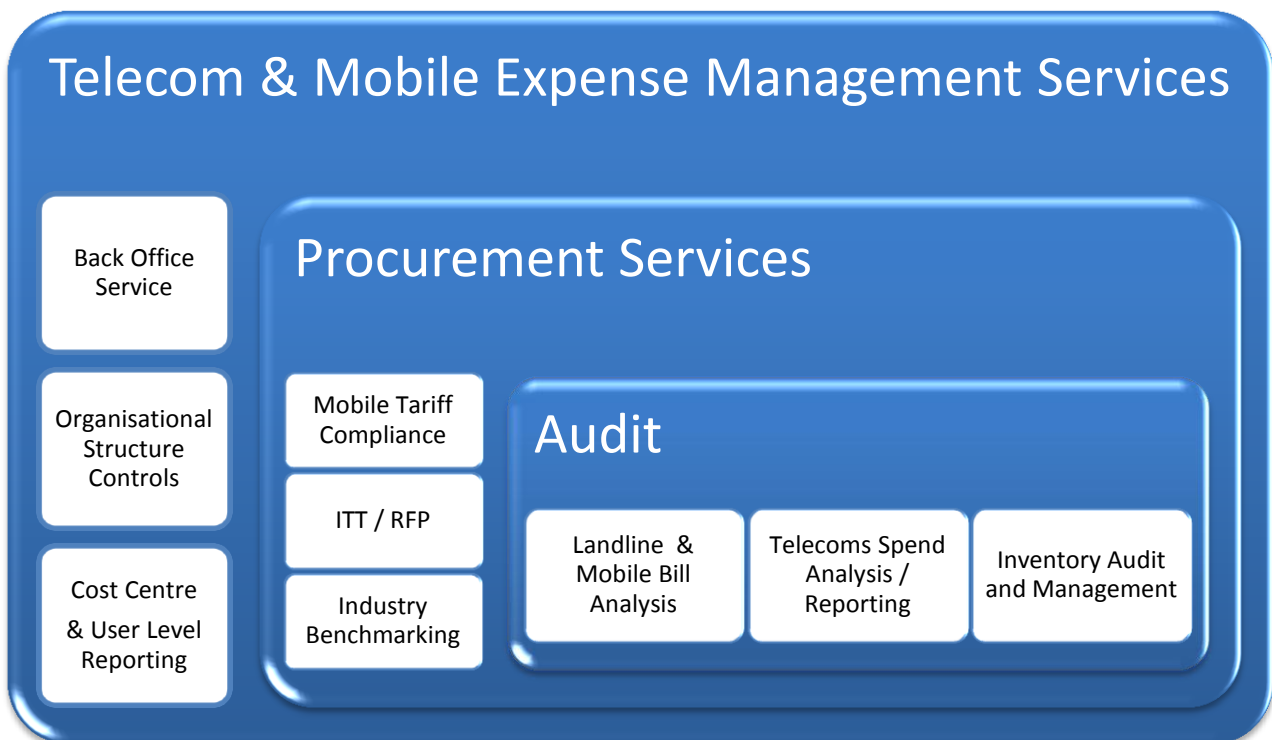 Telecom & Mobile Expense Management Services
Back Office
Service
Organisational
Structure
Controls
Cost Centre
& User Level
Reporting
Procurement Services
Mobile Tariff
Compliance
ITT / RFP
Industry
Benchmarking
Audit
Landline &
Mobile Bill
Analysis
Telecoms Spend
Analysis /
Reporting
Inventory Audit
and Management